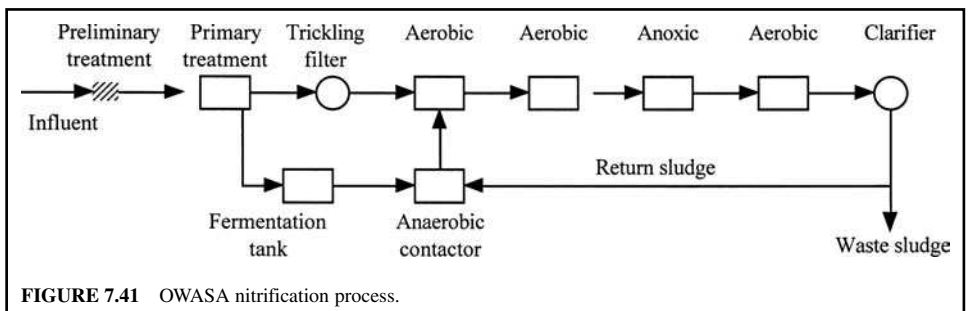 Preliminary
treatment
Primary
treatment
Trickling
filter
Aerobic
Aerobic
Anoxic
Aerobic
Clarifier
Influent
Return sludge
Fermentation
tank
Anaerobic
contactor
Waste sludge
FIGURE 7.41 OWASA nitrification process.